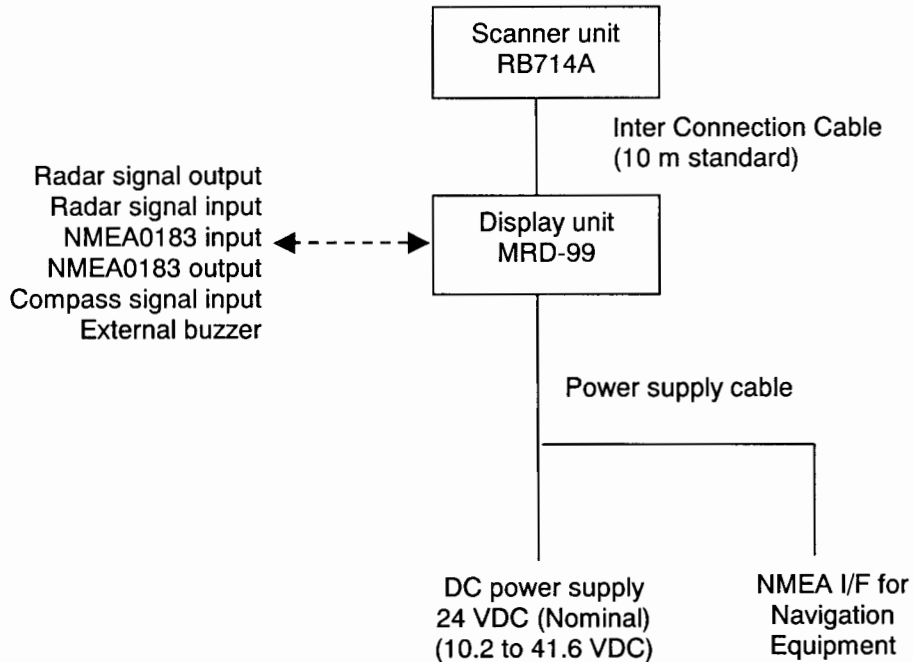 Scanner unit
RB714A
Inter Connection Cable
(10 m standard)
Radar signal output
Radar signal input
NMEA0183 input
NMEA0183 output
Compass signal input
External buzzer
Display unit
MRD-99
Power supply cable
DC power supply
24 VDC (Nominal)
(10.2 to 41.6 VDC)
NMEA I/F for
Navigation
Equipment